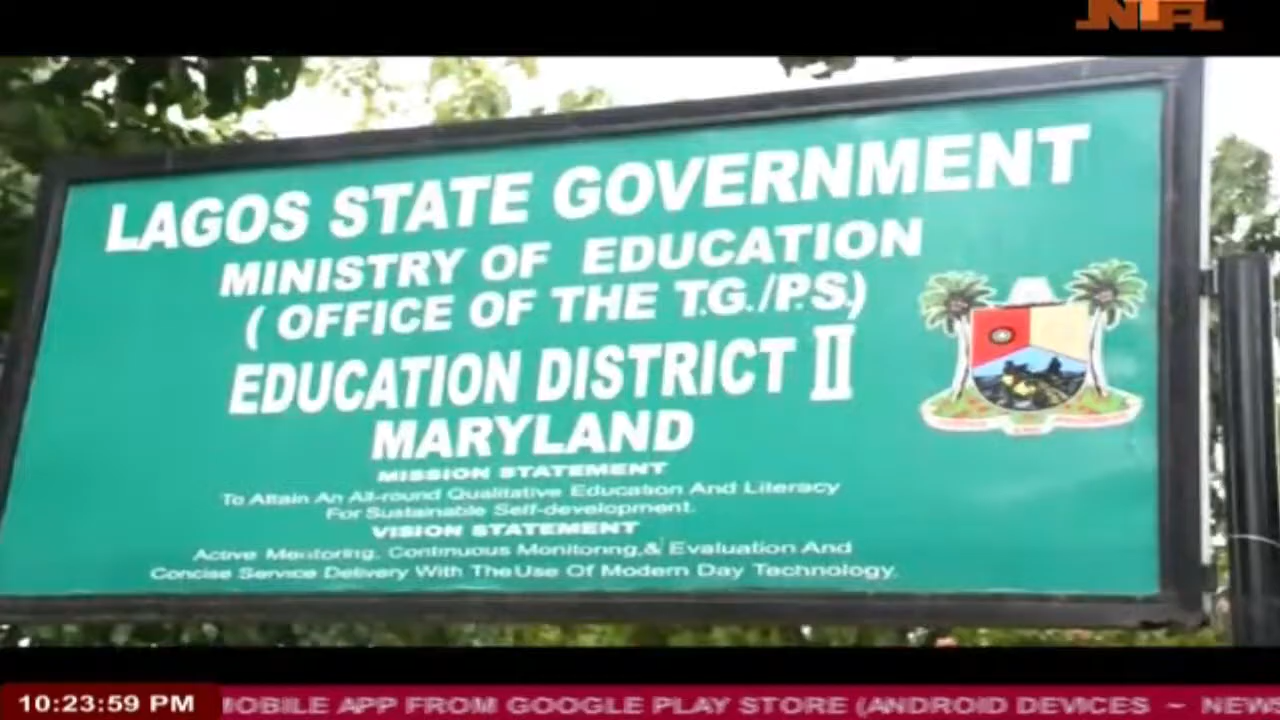 LAGOS STATE GOVERNMENT
MINISTRY OF EDUCATION
( OFFICE OF THE T.G./P.S.)
EDUCATION DISTRICT II
MARYLAND
MISSION STATEMENT
To Attain An All-round Qualitative Education And Literacy
For Sustainable Self-development.
VISION STATEMENT
Active Mentoring, Continuous Monitoring,& Evaluation And
Concise Service Delivery With The Use Of Modern Day Technology.
10:23:59 PM MOBILE APP FROM GOOGLE PLAY STORE (ANDROID DEVICES ~ NEWS